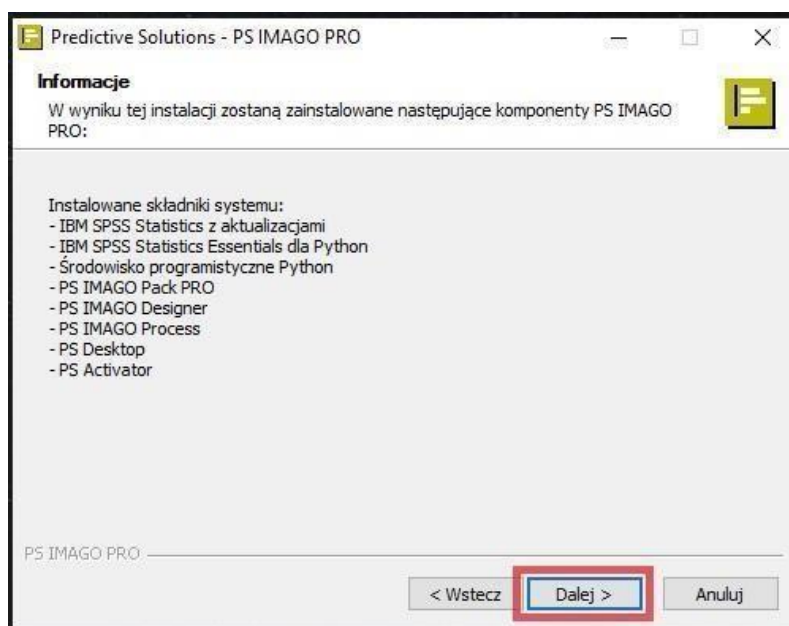 Predictive Solutions - PS IMAGO PRO
Informacje
W wyniku tej instalacji zostaną zainstalowane następujące komponenty PS IMAGO
PRO:
Instalowane składniki systemu:
- IBM SPSS Statistics z aktualizacjami
- IBM SPSS Statistics Essentials dla Python
- Środowisko programistyczne Python
- PS IMAGO Pack PRO
- PS IMAGO Designer
- PS IMAGO Process
- PS Desktop
- PS Activator
PS IMAGO PRO
< Wstecz Dalej > Anuluj